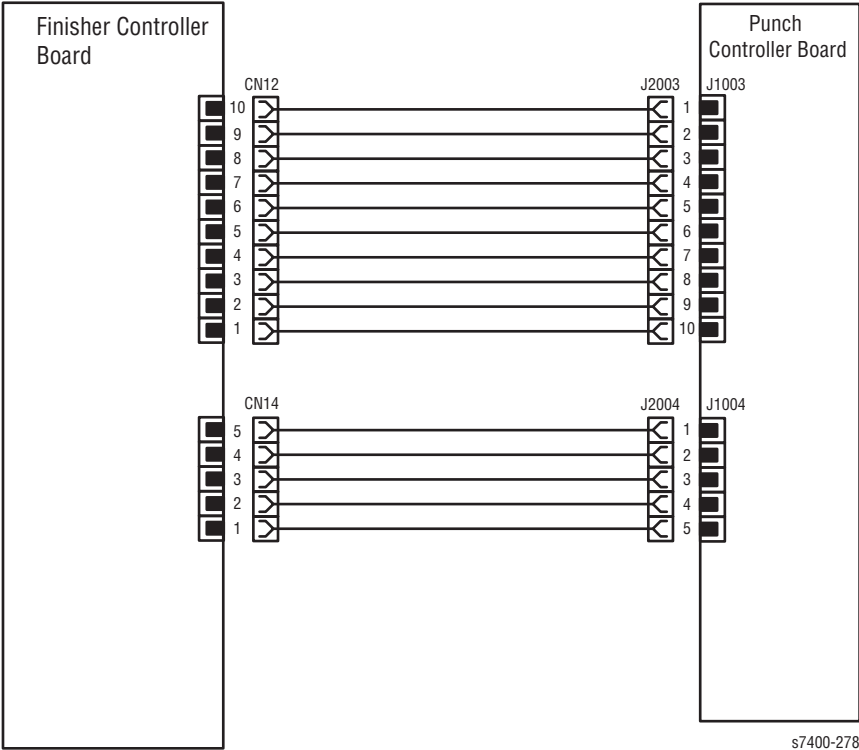 Finisher Controller
Board
Punch
Controller Board
CN12
J2003 J1003
10 1
9 2
8 3
7 4
6 5
5 6
4 7
3 8
2 9
1 10
CN14
J2004 J1004
5 1
4 2
3 3
2 4
1 5
s7400-278